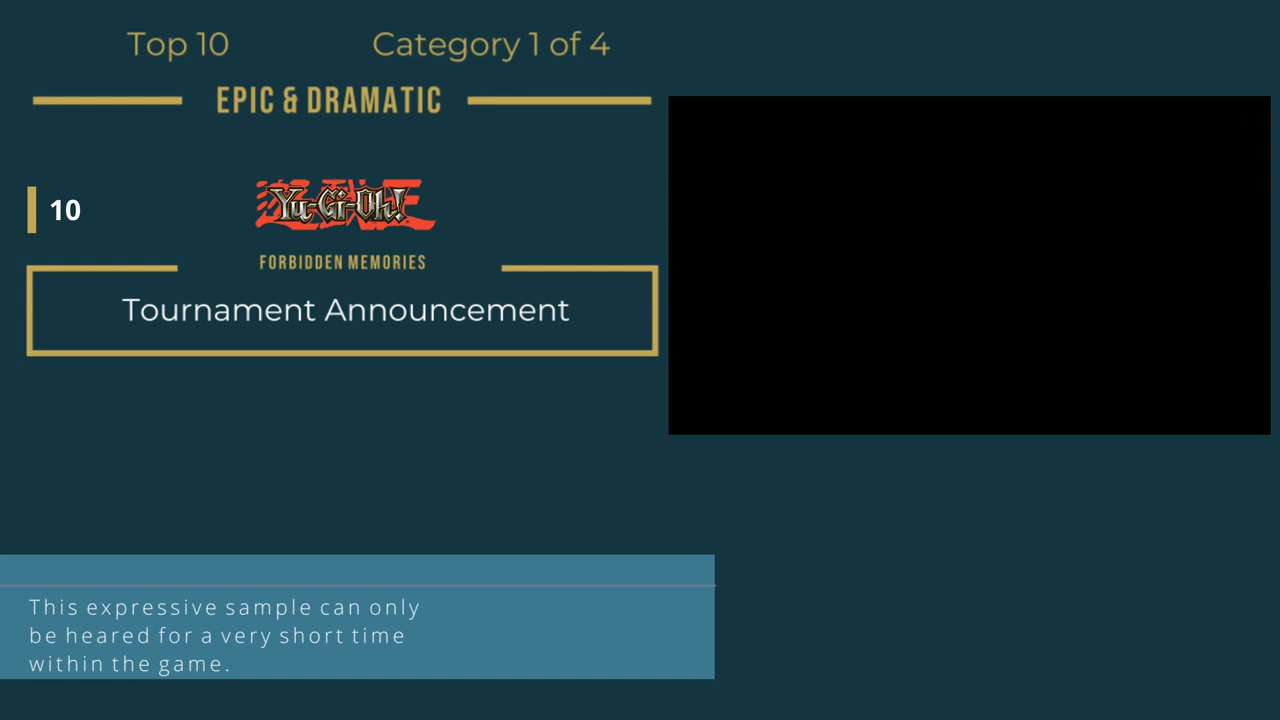 Top 10
Category 1 of 4
EPIC & DRAMATIC
10
Yu-Gi-Oh!
FORBIDDEN MEMORIES
Tournament Announcement
This expressive sample can only
be heared for a very short time
within the game.